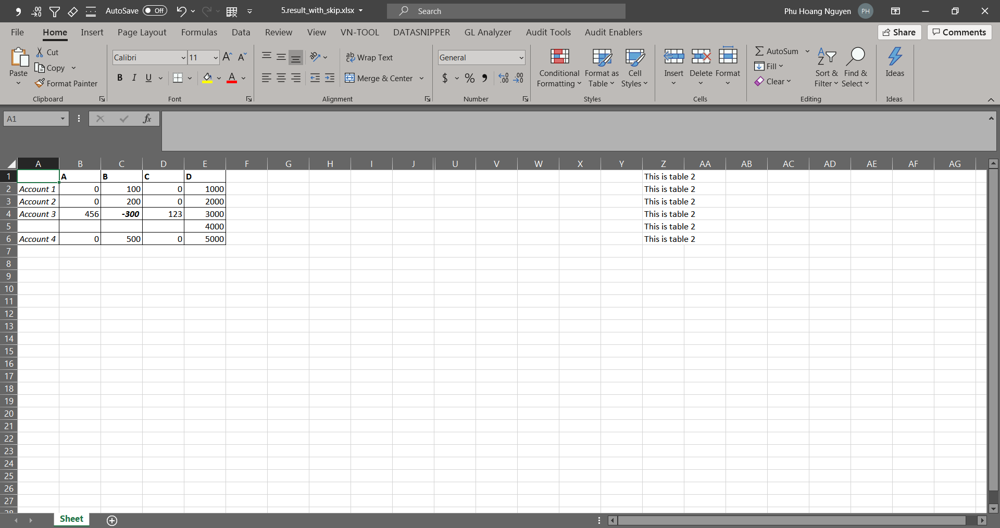 AutoSave Off 5.result_with_skip.xlsx Search Phu Hoang Nguyen PH
File Home Insert Page Layout Formulas Data Review View VN-TOOL DATASNIPPER GL Analyzer Audit Tools Audit Enablers Share Comments
Paste
Cut
Copy
Format Painter
Clipboard
Calibri 11
B I U
Font
Wrap Text
Merge & Center
Alignment
General
$ %
Number
Conditional Formatting
Format as Table
Cell Styles
Styles
Insert Delete Format
Cells
AutoSum
Fill
Clear
Sort & Filter
Find & Select
Editing
Ideas
Ideas
A1 fx
A B C D E F G H I J U V W X Y Z AA AB AC AD AE AF AG
1 A B C D This is table 2
2 Account 1 0 100 0 1000 This is table 2
3 Account 2 0 200 0 2000 This is table 2
4 Account 3 456 -300 123 3000 This is table 2
5 4000 This is table 2
6 Account 4 0 500 0 5000 This is table 2
7
8
9
10
11
12
13
14
15
16
17
18
19
20
21
22
23
24
25
26
27
28
Sheet